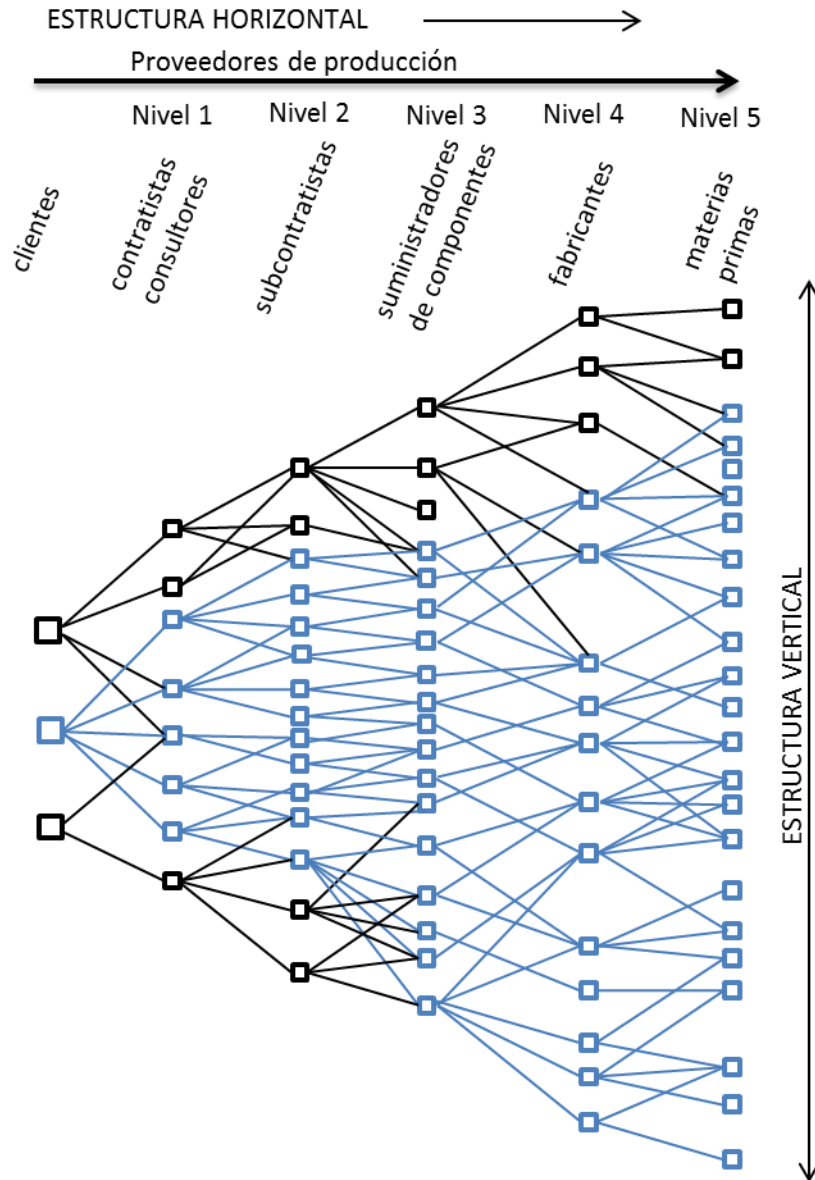 ESTRUCTURA HORIZONTAL
Proveedores de producción
Nivel 1
Nivel 2
Nivel 3
Nivel 4
Nivel 5
clientes
contratistas
consultores
subcontratistas
suministradores
de componentes
fabricantes
materias
primas
ESTRUCTURA VERTICAL